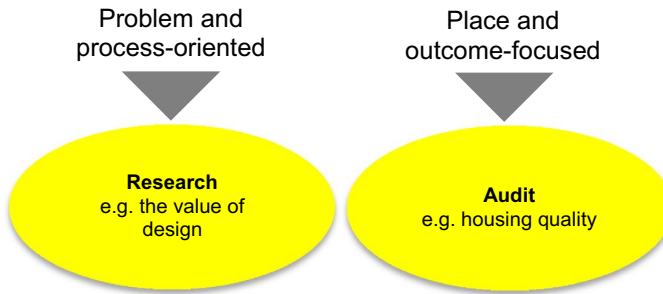 Problem and
process-oriented
Place and
outcome-focused
Research
e.g. the value of
design
Audit
e.g. housing quality